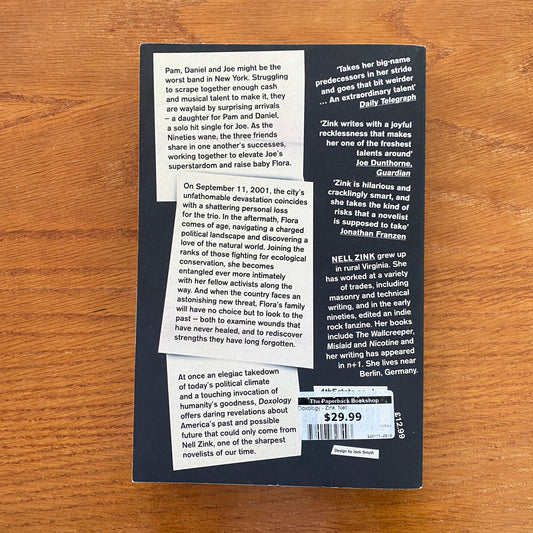 Pam, Daniel and Joe might be the
worst band in New York. Struggling
to scrape together enough cash
and musical talent to make it, they
are waylaid by surprising arrivals
– a daughter for Pam and Daniel,
a solo hit single for Joe. As the
Nineties wane, the three friends
share in one another's successes,
working together to elevate Joe's
superstardom and raise baby Flora.
On September 11, 2001, the city's
unfathomable devastation coincides
with a shattering personal loss
for the trio. In the aftermath, Flora
comes of age, navigating a charged
political landscape and discovering a
love of the natural world. Joining the
ranks of those fighting for ecological
conservation, she becomes
entangled ever more intimately
with her fellow activists along the
way. And when the country faces an
astonishing new threat, Flora's family
will have no choice but to look to the
past – both to examine wounds that
have never healed, and to rediscover
strengths they have long forgotten.
At once an elegiac takedown
of today's political climate
and a touching invocation of
humanity's goodness, Doxology
offers daring revelations about
America's past and possible
future that could only come from
Nell Zink, one of the sharpest
novelists of our time.
'Takes her big-name
predecessors in her stride
and goes that bit weirder
... An extraordinary talent'
Daily Telegraph
'Zink writes with a joyful
recklessness that makes
her one of the freshest
talents around'
Joe Dunthorne,
Guardian
'Zink is hilarious and
cracklingly smart, and
she takes the kind of
risks that a novelist
is supposed to take'
Jonathan Franzen
NELL ZINK grew up
in rural Virginia. She
has worked at a variety
of trades, including
masonry and technical
writing, and in the early
nineties, edited an indie
rock fanzine. Her books
include The Wallcreeper,
Mislaid and Nicotine and
her writing has appeared
in n+1. She lives near
Berlin, Germany.
The Paperback Bookshop
Doxology - Zink, Nell
$29.99
£12.99
Design by Jack Smyth